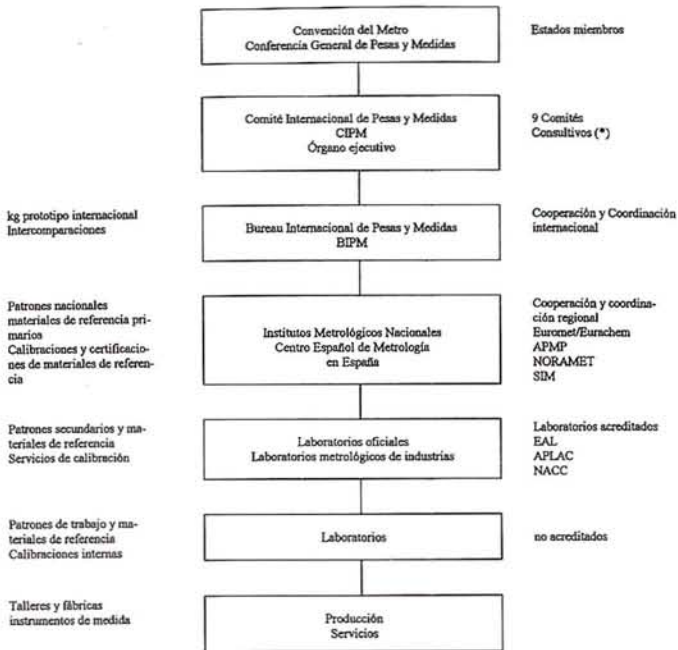 Convención del Metro
Conferencia General de Pesas y Medidas
Estados miembros
Comité Internacional de Pesas y Medidas
CIPM
Órgano ejecutivo
9 Comités
Consultivos (*)
kg prototipo internacional
Intercomparaciones
Bureau Internacional de Pesas y Medidas
BIPM
Cooperación y Coordinación
internacional
Patrones nacionales
materiales de referencia pri-
marios
Calibraciones y certificacio-
nes de materiales de referen-
cia
Institutos Metrológicos Nacionales
Centro Español de Metrología
en España
Cooperación y coordina-
ción regional
Euromet/Eurachem
APMP
NORAMET
SIM
Patrones secundarios y ma-
teriales de referencia
Servicios de calibración
Laboratorios oficiales
Laboratorios metrológicos de industrias
Laboratorios acreditados
EAL
APLAC
NACC
Patrones de trabajo y ma-
teriales de referencia
Calibraciones internas
Laboratorios
no acreditados
Talleres y fábricas
instrumentos de medida
Producción
Servicios